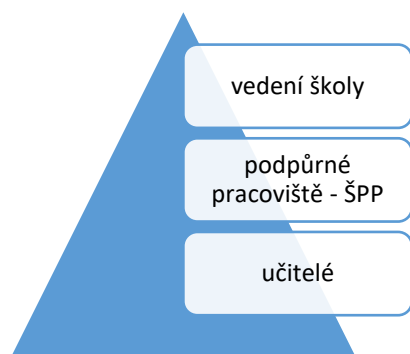 vedení školy
podpůrné
pracoviště - ŠPP
učitelé